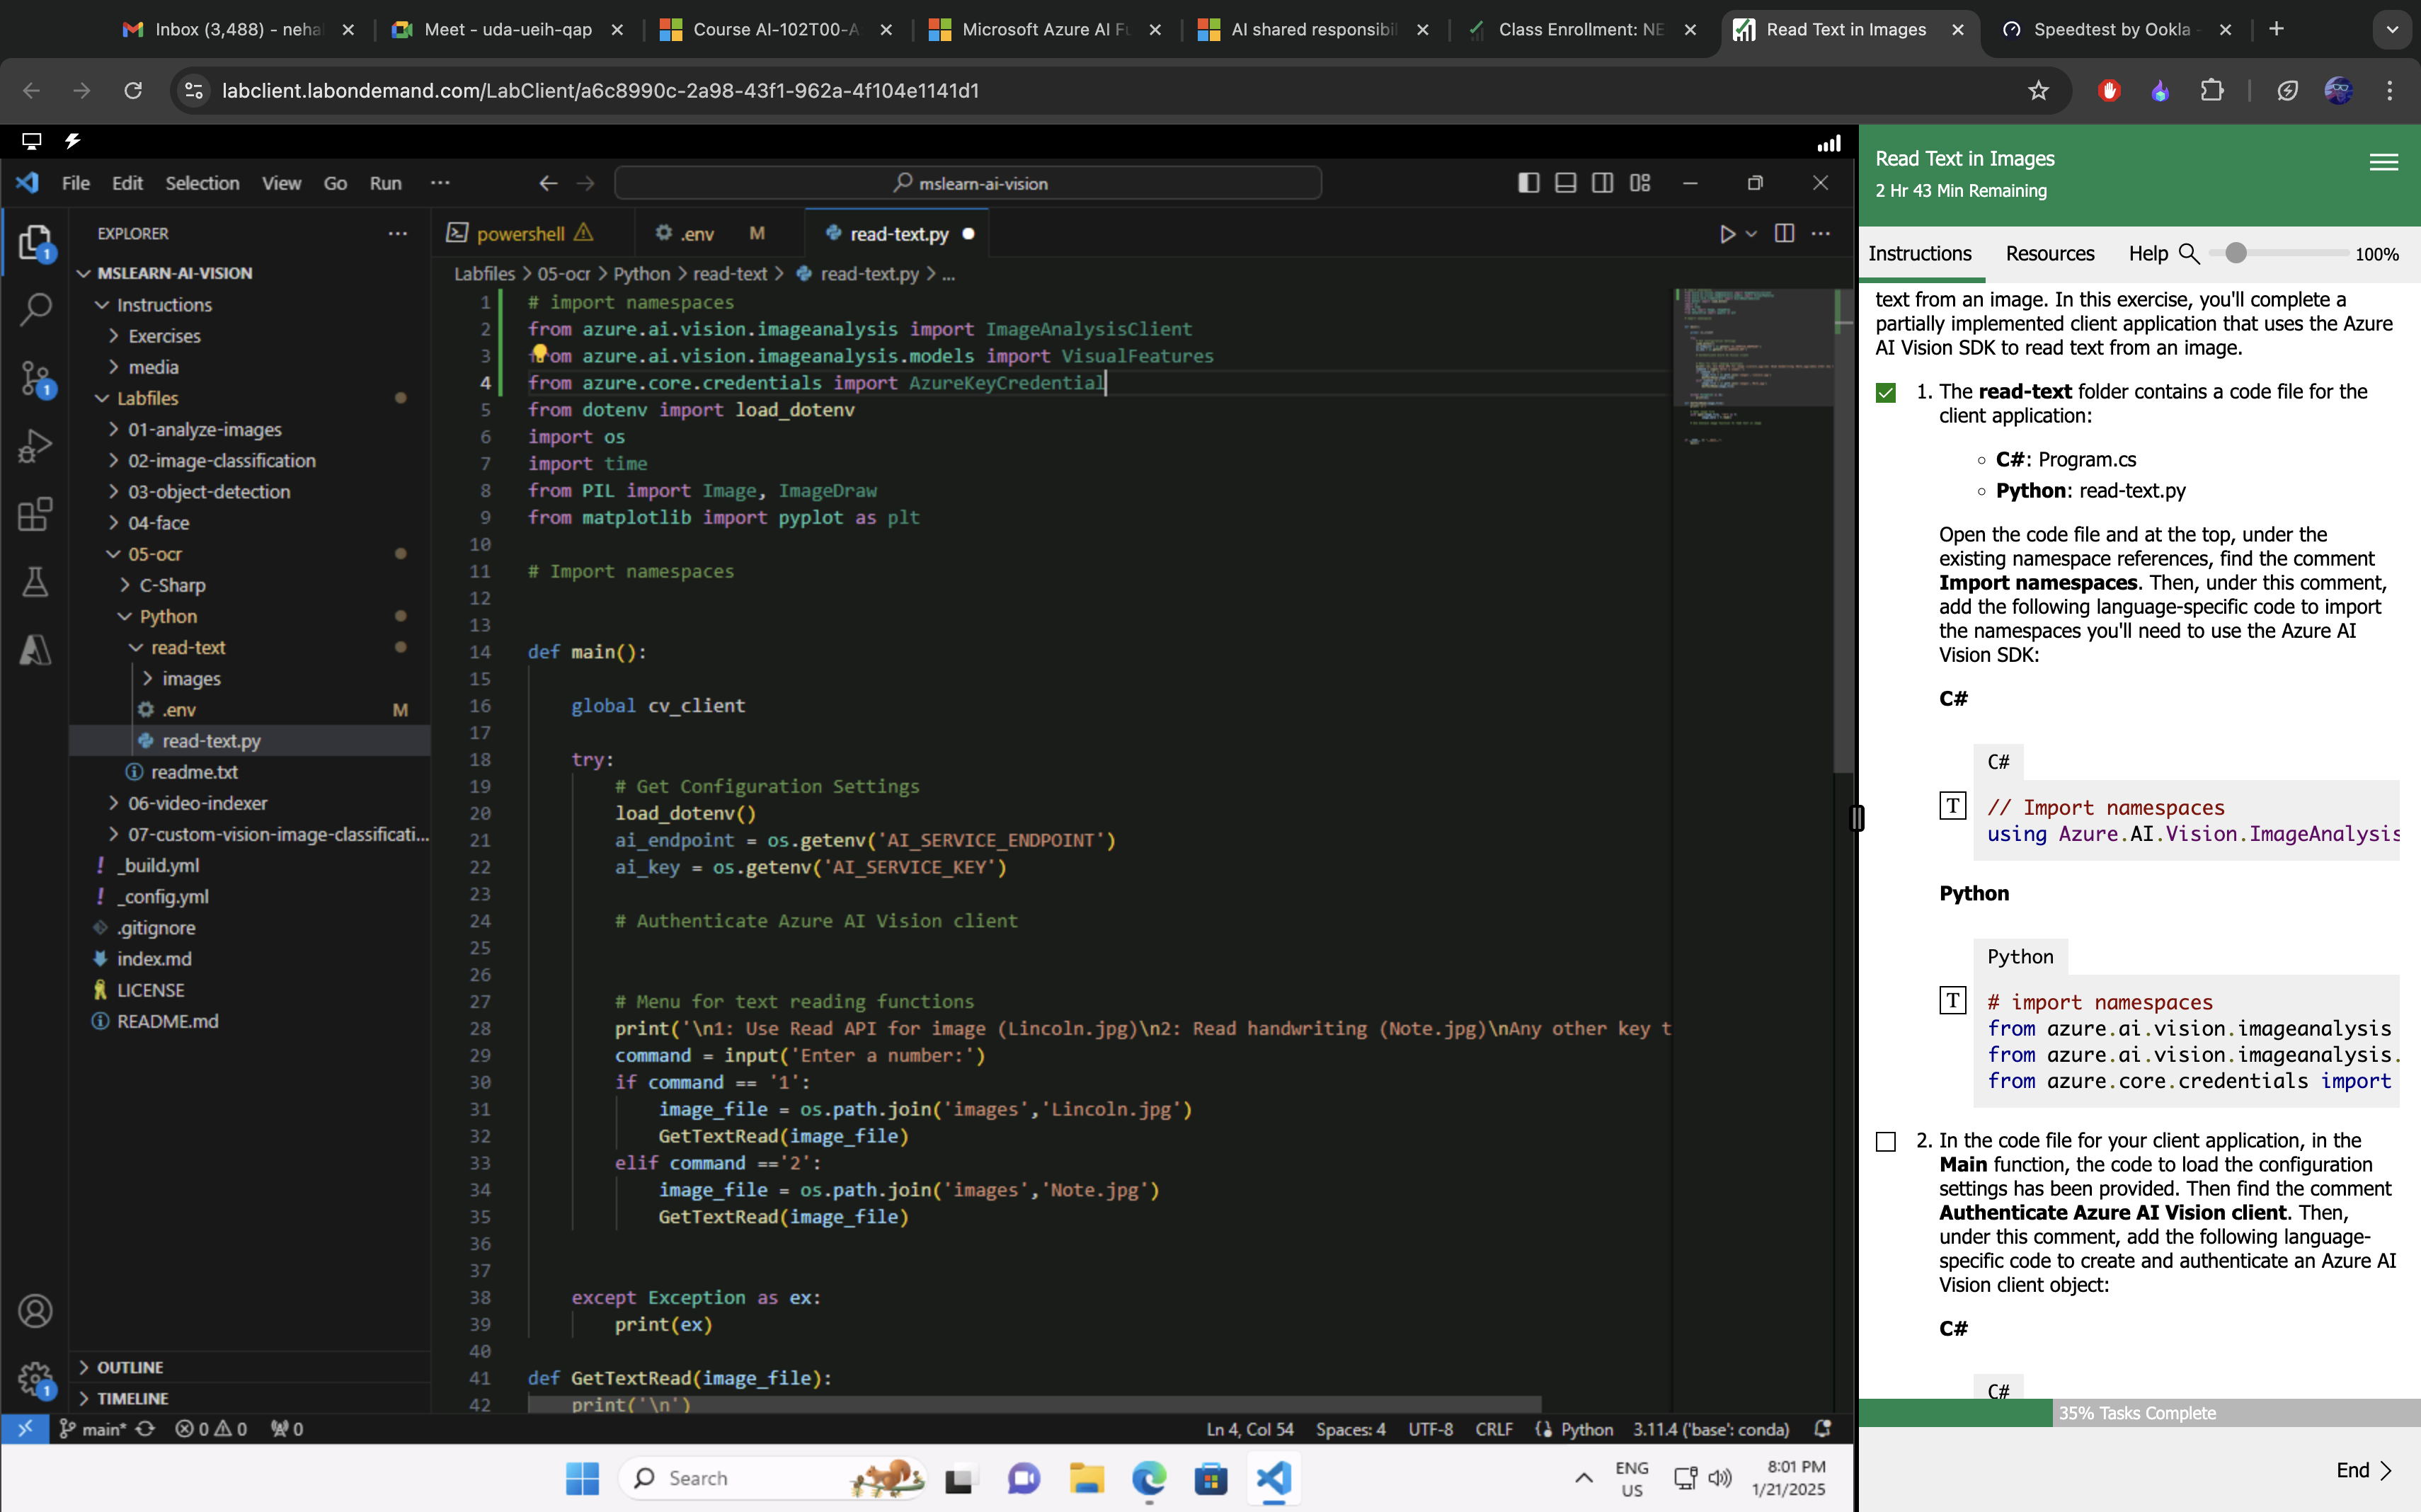 Inbox (3,488) - neha
Meet - uda-ueih-qap
Course AI-102T00-A
Microsoft Azure AI Fu
AI shared responsibil
Class Enrollment: NE
Read Text in Images
Speedtest by Ookla -
labclient.labondemand.com/LabClient/a6c8990c-2a98-43f1-962a-4f104e1141d1
File Edit Selection View Go Run ···
mslearn-ai-vision
EXPLORER
MSLEARN-AI-VISION
Instructions
Exercises
media
Labfiles
01-analyze-images
02-image-classification
03-object-detection
04-face
05-ocr
C-Sharp
Python
read-text
images
.env M
read-text.py
readme.txt
06-video-indexer
07-custom-vision-image-classificati...
_build.yml
_config.yml
.gitignore
index.md
LICENSE
README.md
OUTLINE
TIMELINE
1
1
1
powershell
.env M
read-text.py
Labfiles > 05-ocr > Python > read-text > read-text.py > ...
1 # import namespaces
2 from azure.ai.vision.imageanalysis import ImageAnalysisClient
3 from azure.ai.vision.imageanalysis.models import VisualFeatures
4 from azure.core.credentials import AzureKeyCredential
5 from dotenv import load_dotenv
6 import os
7 import time
8 from PIL import Image, ImageDraw
9 from matplotlib import pyplot as plt
10
11 # Import namespaces
12
13
14 def main():
15
16 global cv_client
17
18 try:
19 # Get Configuration Settings
20 load_dotenv()
21 ai_endpoint = os.getenv('AI_SERVICE_ENDPOINT')
22 ai_key = os.getenv('AI_SERVICE_KEY')
23
24 # Authenticate Azure AI Vision client
25
26
27 # Menu for text reading functions
28 print('\n1: Use Read API for image (Lincoln.jpg)\n2: Read handwriting (Note.jpg)\nAny other key t
29 command = input('Enter a number:')
30 if command == '1':
31 image_file = os.path.join('images','Lincoln.jpg')
32 GetTextRead(image_file)
33 elif command =='2':
34 image_file = os.path.join('images','Note.jpg')
35 GetTextRead(image_file)
36
37
38 except Exception as ex:
39 print(ex)
40
41 def GetTextRead(image_file):
42 print('\n')
main* 0 0 0
Ln 4, Col 54 Spaces: 4 UTF-8 CRLF Python 3.11.4 ('base': conda)
Search
ENG
US
8:01 PM
1/21/2025
Read Text in Images
2 Hr 43 Min Remaining
Instructions Resources Help 100%
text from an image. In this exercise, you'll complete a
partially implemented client application that uses the Azure
AI Vision SDK to read text from an image.
1. The read-text folder contains a code file for the
client application:
C#: Program.cs
Python: read-text.py
Open the code file and at the top, under the
existing namespace references, find the comment
Import namespaces. Then, under this comment,
add the following language-specific code to import
the namespaces you'll need to use the Azure AI
Vision SDK:
C#
C#
T
// Import namespaces
using Azure.AI.Vision.ImageAnalysis
Python
Python
T
# import namespaces
from azure.ai.vision.imageanalysis
from azure.ai.vision.imageanalysis.
from azure.core.credentials import
2. In the code file for your client application, in the
Main function, the code to load the configuration
settings has been provided. Then find the comment
Authenticate Azure AI Vision client. Then,
under this comment, add the following language-
specific code to create and authenticate an Azure AI
Vision client object:
C#
C#
35% Tasks Complete
End